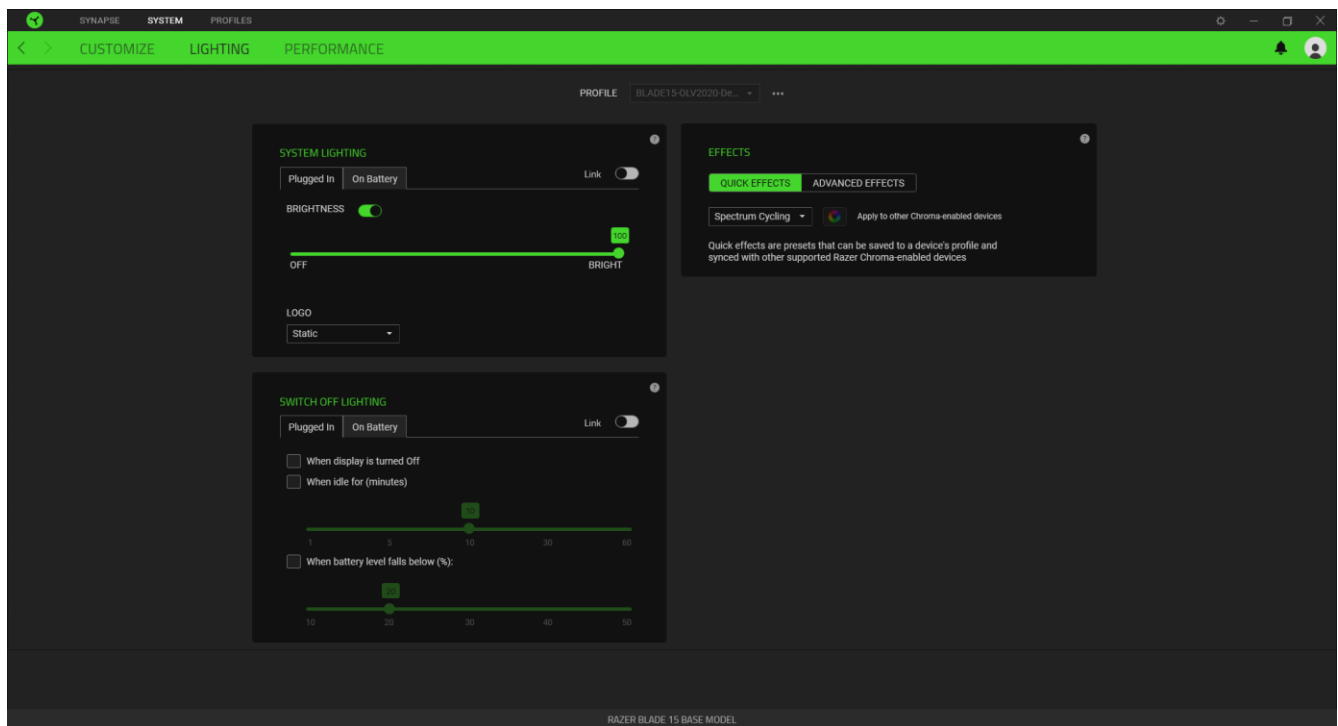 SYNAPSE SYSTEM PROFILES
CUSTOMIZE LIGHTING PERFORMANCE
PROFILE BLADE15-OLV2020-De...
SYSTEM LIGHTING
Plugged In On Battery Link
BRIGHTNESS
100
OFF BRIGHT
LOGO
Static
SWITCH OFF LIGHTING
Plugged In On Battery Link
When display is turned Off
When idle for (minutes)
10
1 5 10 30 60
When battery level falls below (%):
20
10 20 30 40 50
EFFECTS
QUICK EFFECTS ADVANCED EFFECTS
Spectrum Cycling Apply to other Chroma-enabled devices
Quick effects are presets that can be saved to a device's profile and
synced with other supported Razer Chroma-enabled devices
RAZER BLADE 15 BASE MODEL